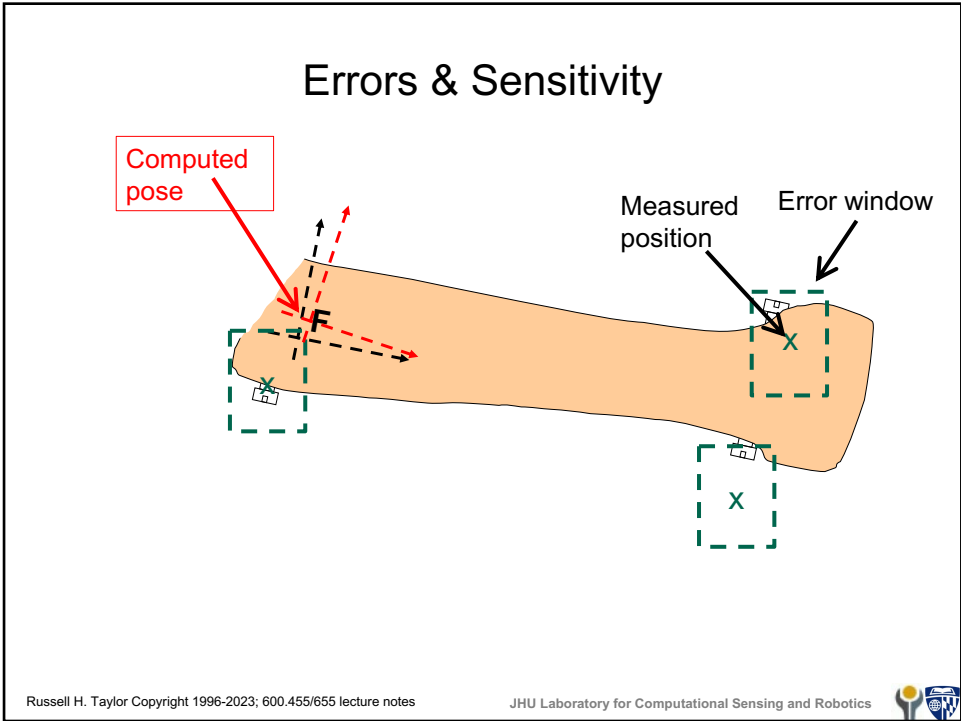 Errors & Sensitivity
Computed
pose
Measured
position
Error window
F
x
x
x
Russell H. Taylor Copyright 1996-2023; 600.455/655 lecture notes
JHU Laboratory for Computational Sensing and Robotics